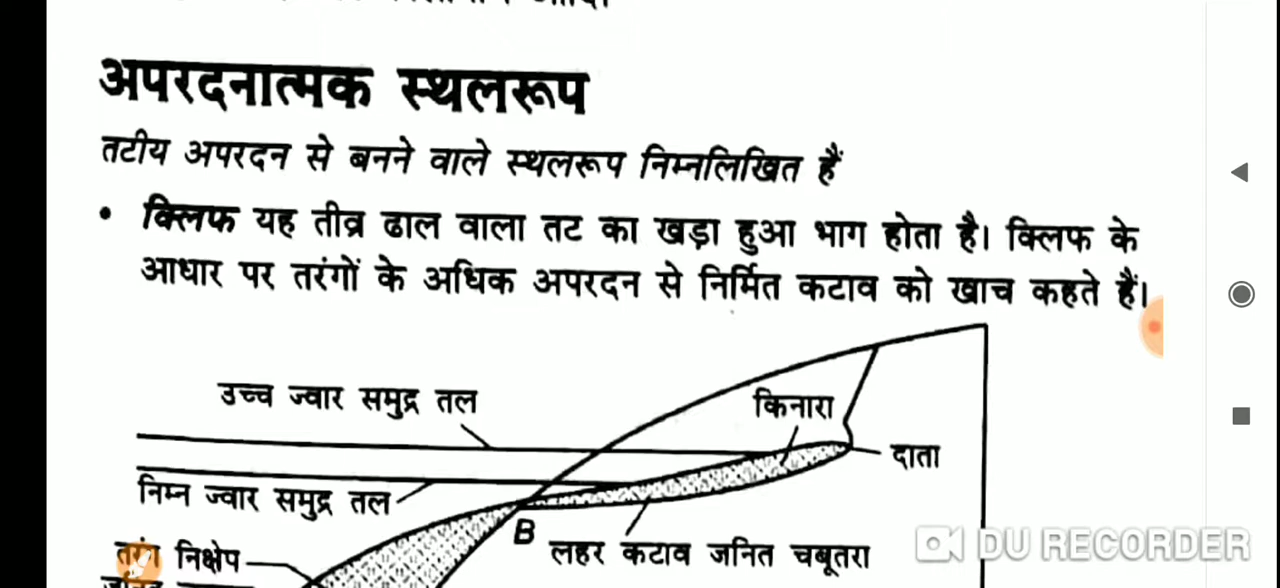 अपरदनात्मक स्थलरूप
तटीय अपरदन से बनने वाले स्थलरूप निम्नलिखित हैं
• क्लिफ यह तीव्र ढाल वाला तट का खड़ा हुआ भाग होता है। क्लिफ के
आधार पर तरंगों के अधिक अपरदन से निर्मित कटाव को खाच कहते हैं।
उच्च ज्वार समुद्र तल
किनारा
दाता
निम्न ज्वार समुद्र तल
B
तरंग निक्षेप
लहर कटाव जनित चबूतरा
DU RECORDER